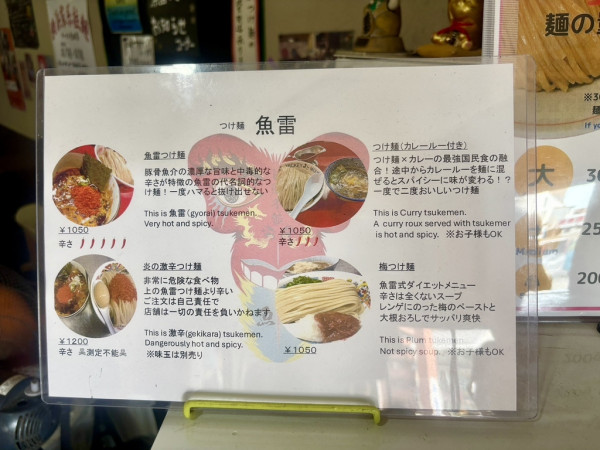 つけ麺 魚雷
魚雷つけ麺
豚骨魚介の濃厚な旨味と中毒的な
辛さが特徴の魚雷の代名詞的なつ
け麺！一度ハマると抜け出せない
This is 魚雷 (gyorai) tsukemen.
Very hot and spicy.
¥1050
辛さ
つけ麺(カレールー付き)
つけ麺×カレーの最強国民食の融
合！途中からカレールーを麺に混
ぜるとスパイシーに味が変わる！？
一度で二度おいしいつけ麺
This is Curry tsukemen.
A curry roux served with tsukemen
is hot and spicy. ※お子様もOK
¥1050
辛さ
炎の激辛つけ麺
非常に危険な食べ物
上の魚雷つけ麺より辛い
ご注文は自己責任で
店舗は一切の責任を負いかねます
This is 激辛 (gekikara) tsukemen.
Dangerously hot and spicy.
※味玉は別売り
¥1200
辛さ 測定不能
梅つけ麺
魚雷式ダイエットメニュー
辛さは全くないスープ
レンゲにのった梅のペーストと
大根おろしでサッパリ爽快
This is Plum tsukemen.
Not spicy soup. ※お子様もOK
¥1050
麺の
大